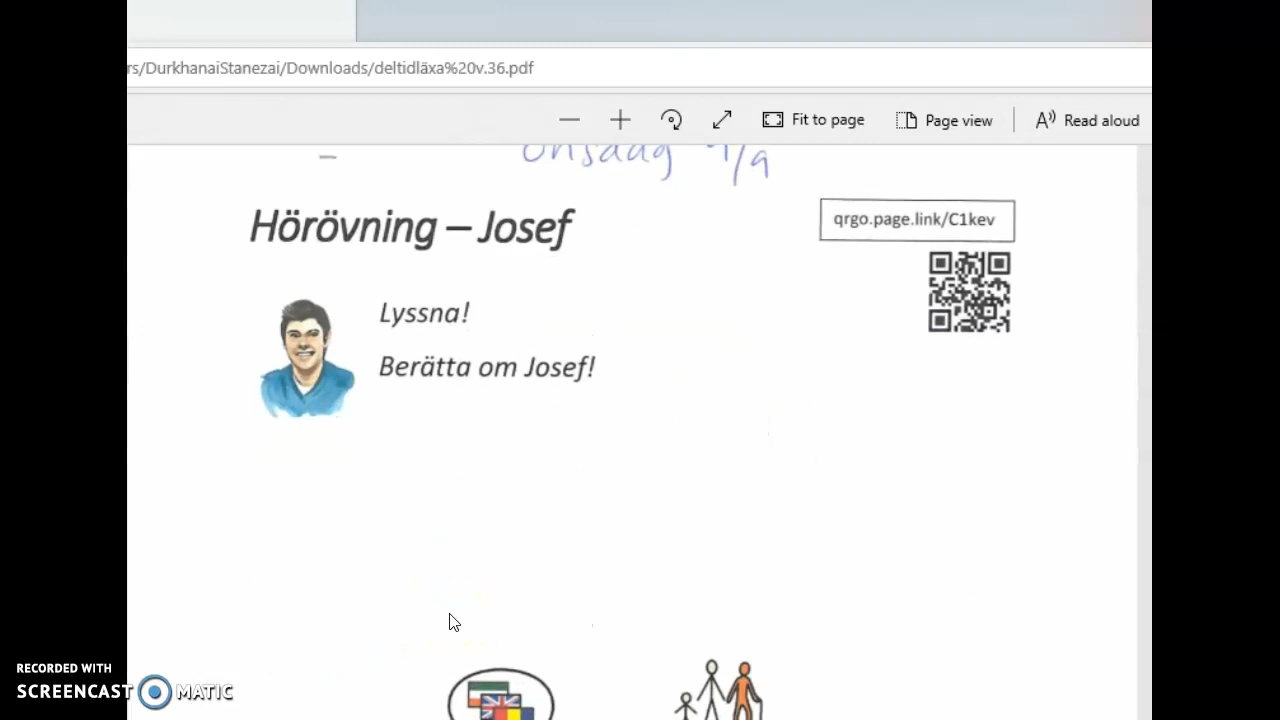 rs/DurkhanaiStanezai/Downloads/deltidläxa%20v.36.pdf
Fit to page
Page view
Read aloud
onsdag 9/9
Hörövning – Josef
qrgo.page.link/C1kev
Lyssna!
Berätta om Josef!
RECORDED WITH
SCREENCAST MATIC